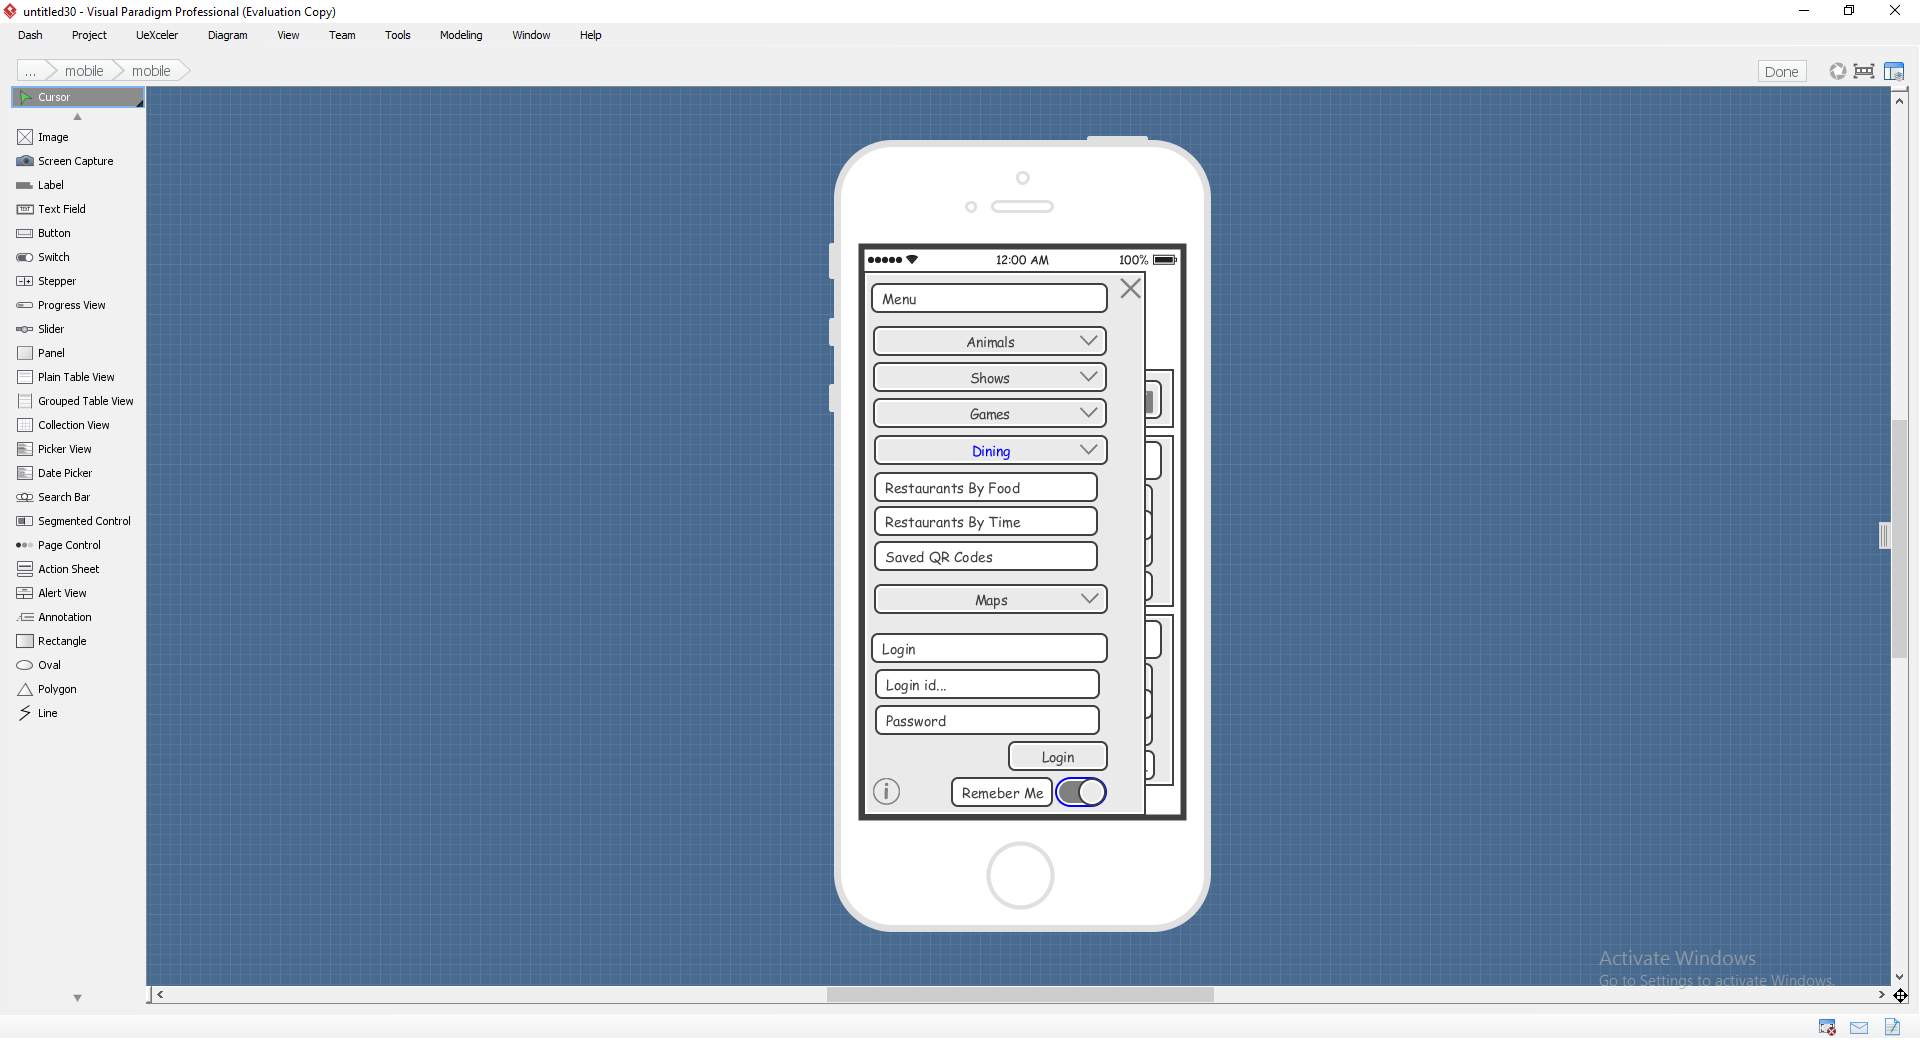 untitled30 - Visual Paradigm Professional (Evaluation Copy)
Dash Project UeXceler Diagram View Team Tools Modeling Window Help
... mobile mobile
Done
Cursor
Image
Screen Capture
Label
Text Field
Button
Switch
Stepper
Progress View
Slider
Panel
Plain Table View
Grouped Table View
Collection View
Picker View
Date Picker
Search Bar
Segmented Control
Page Control
Action Sheet
Alert View
Annotation
Rectangle
Oval
Polygon
Line
12:00 AM 100%
Menu
Animals
Shows
Games
Dining
Restaurants By Food
Restaurants By Time
Saved QR Codes
Maps
Login
Login id...
Password
Login
Remeber Me
Activate Windows
Go to Settings to activate Windows.